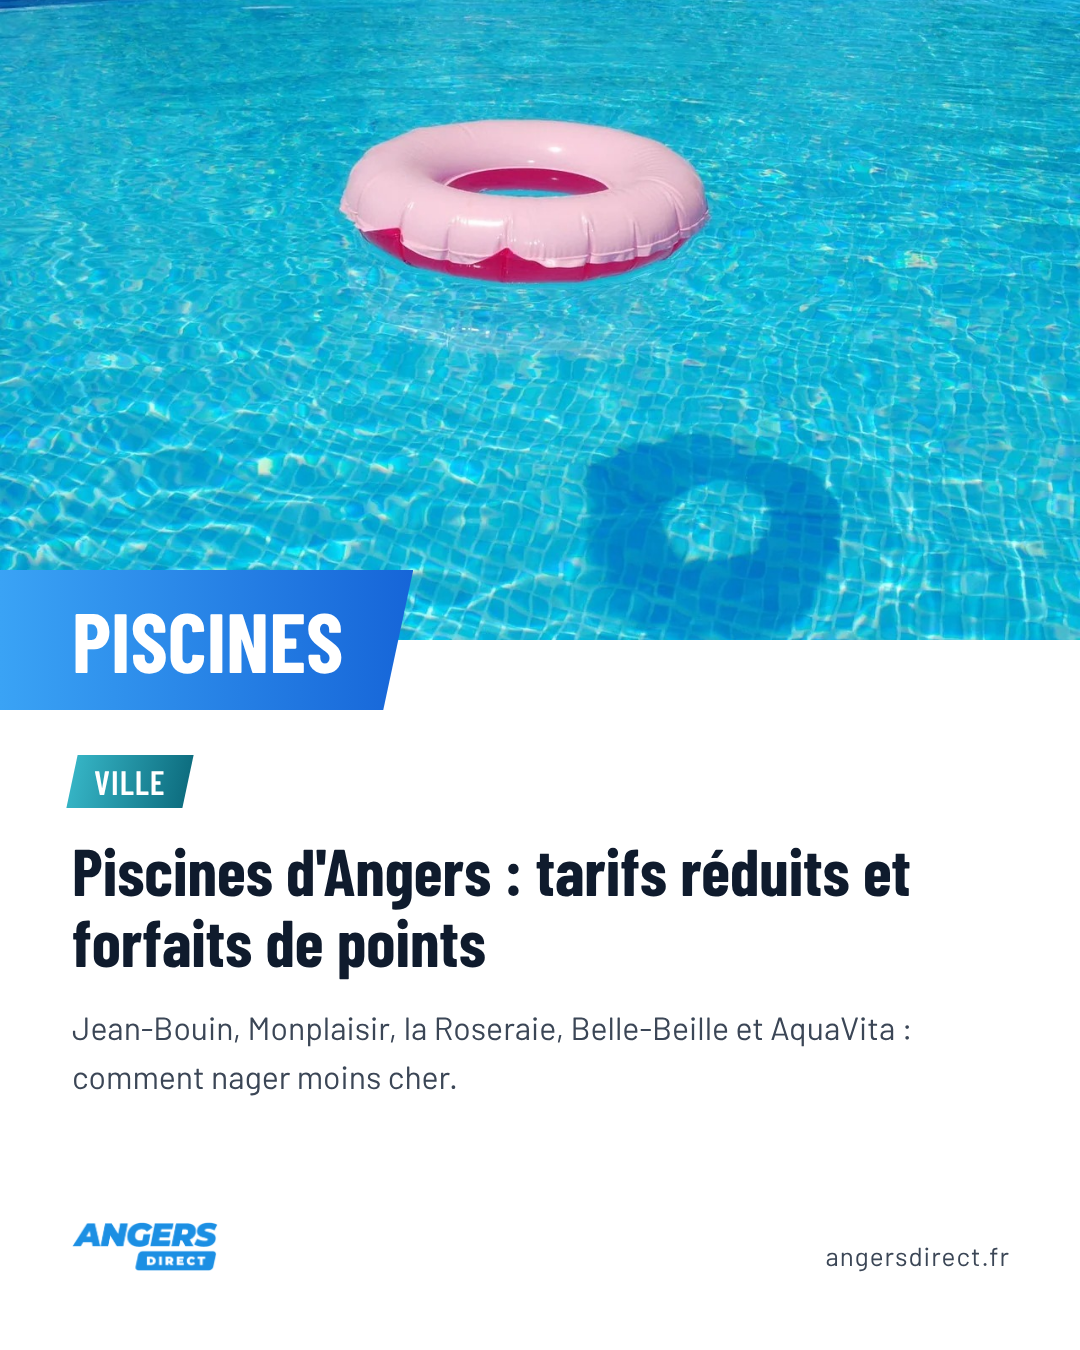 PISCINES
VILLE
Piscines d'Angers : tarifs réduits et
forfaits de points
Jean-Bouin, Monplaisir, la Roseraie, Belle-Beille et AquaVita :
comment nager moins cher.
ANGERS
DIRECT
angersdirect.fr